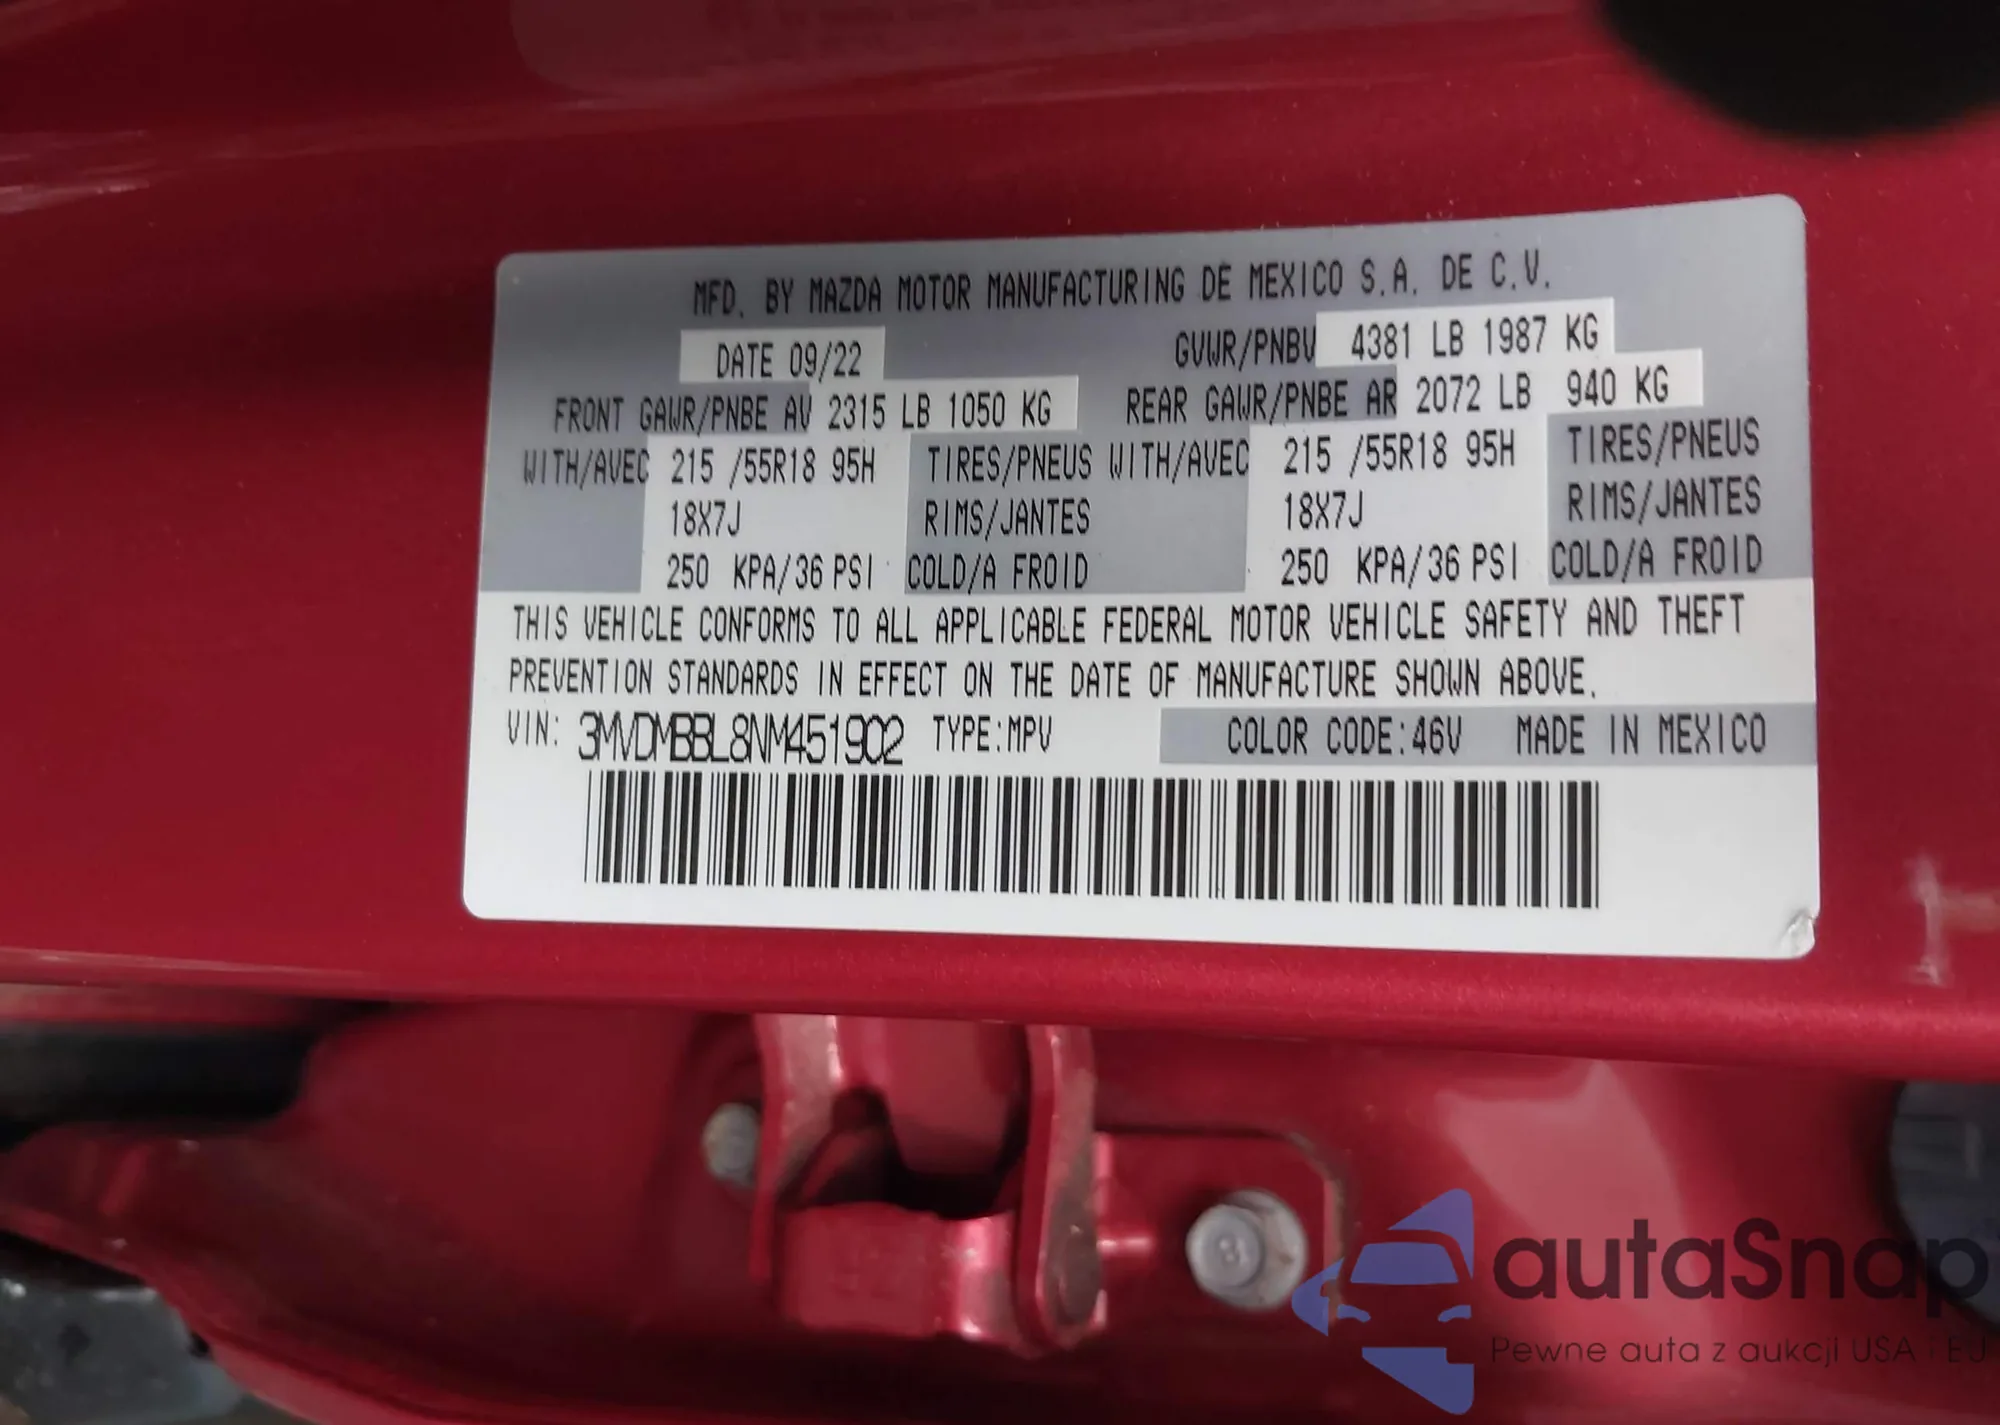 MFD. BY MAZDA MOTOR MANUFACTURING DE MEXICO S.A. DE C.V.
DATE 09/22 GVWR/PNBV 4381 LB 1987 KG
FRONT GAWR/PNBE AV 2315 LB 1050 KG REAR GAWR/PNBE AR 2072 LB 940 KG
WITH/AVEC 215 /55R18 95H TIRES/PNEUS WITH/AVEC 215 /55R18 95H TIRES/PNEUS
18X7J RIMS/JANTES 18X7J RIMS/JANTES
250 KPA/36 PSI COLD/A FROID 250 KPA/36 PSI COLD/A FROID
THIS VEHICLE CONFORMS TO ALL APPLICABLE FEDERAL MOTOR VEHICLE SAFETY AND THEFT
PREVENTION STANDARDS IN EFFECT ON THE DATE OF MANUFACTURE SHOWN ABOVE.
VIN: 3MVDMBBL8NM451902 TYPE:MPV COLOR CODE:46V MADE IN MEXICO
8
autaSnap
Pewne auta z aukcji USA i EU